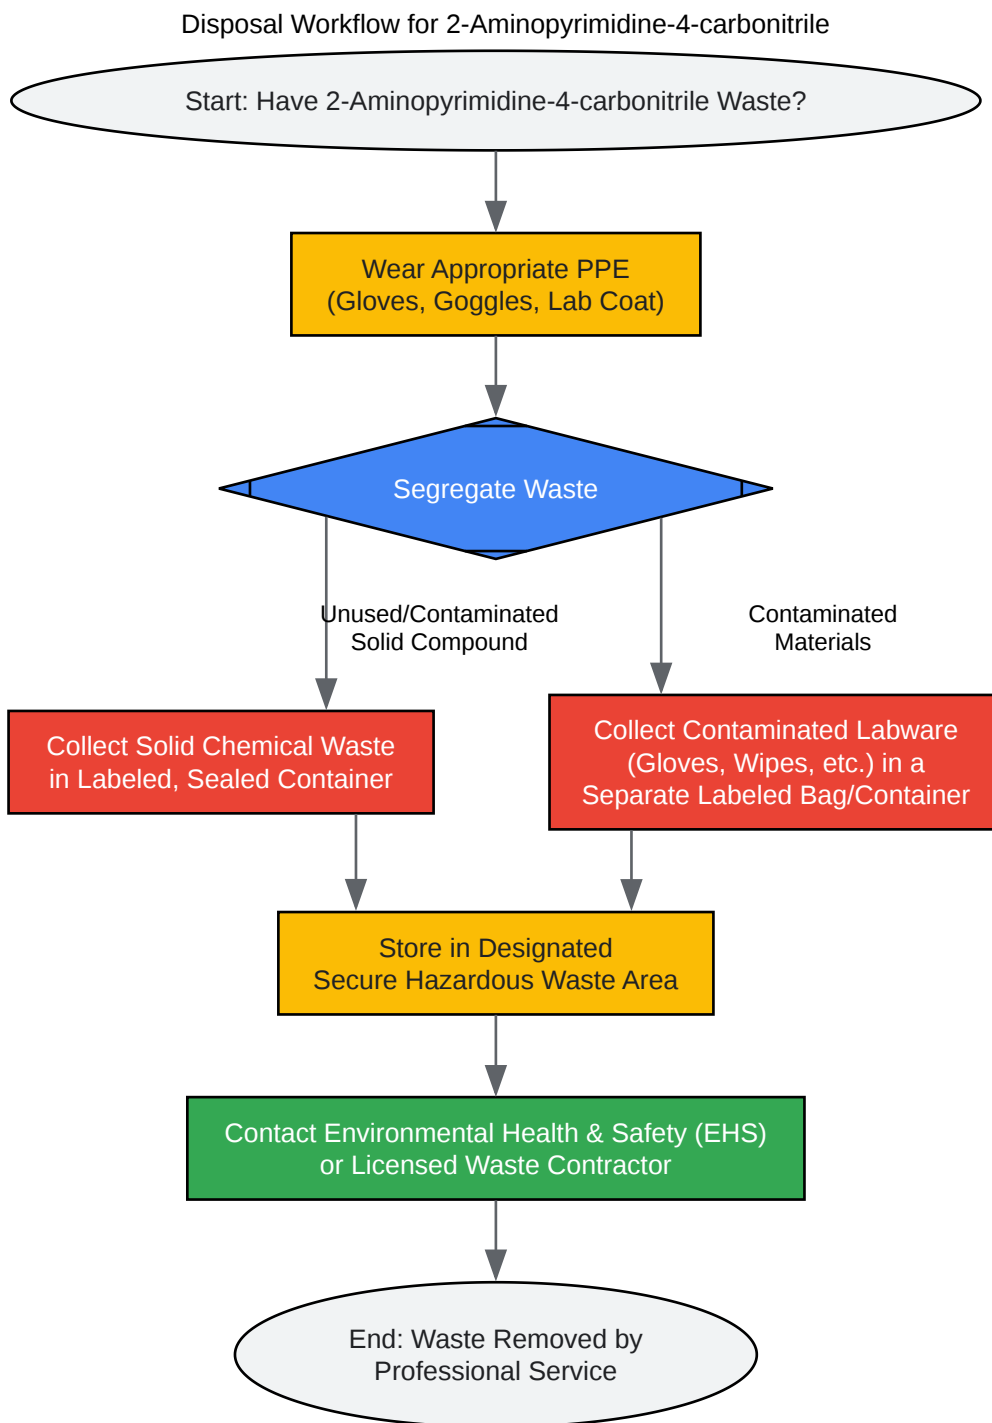 Disposal Workflow for 2-Aminopyrimidine-4-carbonitrile
Start: Have 2-Aminopyrimidine-4-carbonitrile Waste?
Wear Appropriate PPE
(Gloves, Goggles, Lab Coat)
Segregate Waste
Unused/Contaminated
Solid Compound
Contaminated
Materials
Collect Solid Chemical Waste
in Labeled, Sealed Container
Collect Contaminated Labware
(Gloves, Wipes, etc.) in a
Separate Labeled Bag/Container
Store in Designated
Secure Hazardous Waste Area
Contact Environmental Health & Safety (EHS)
or Licensed Waste Contractor
End: Waste Removed by
Professional Service